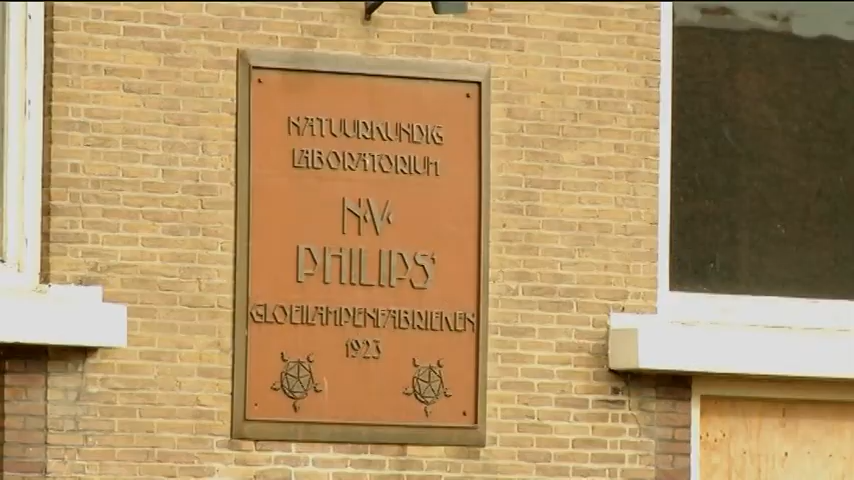 NATUURKUNDIG
LABORATORIUM
N·V·
PHILIPS'
GLOEILAMPENFABRIEKEN
1923